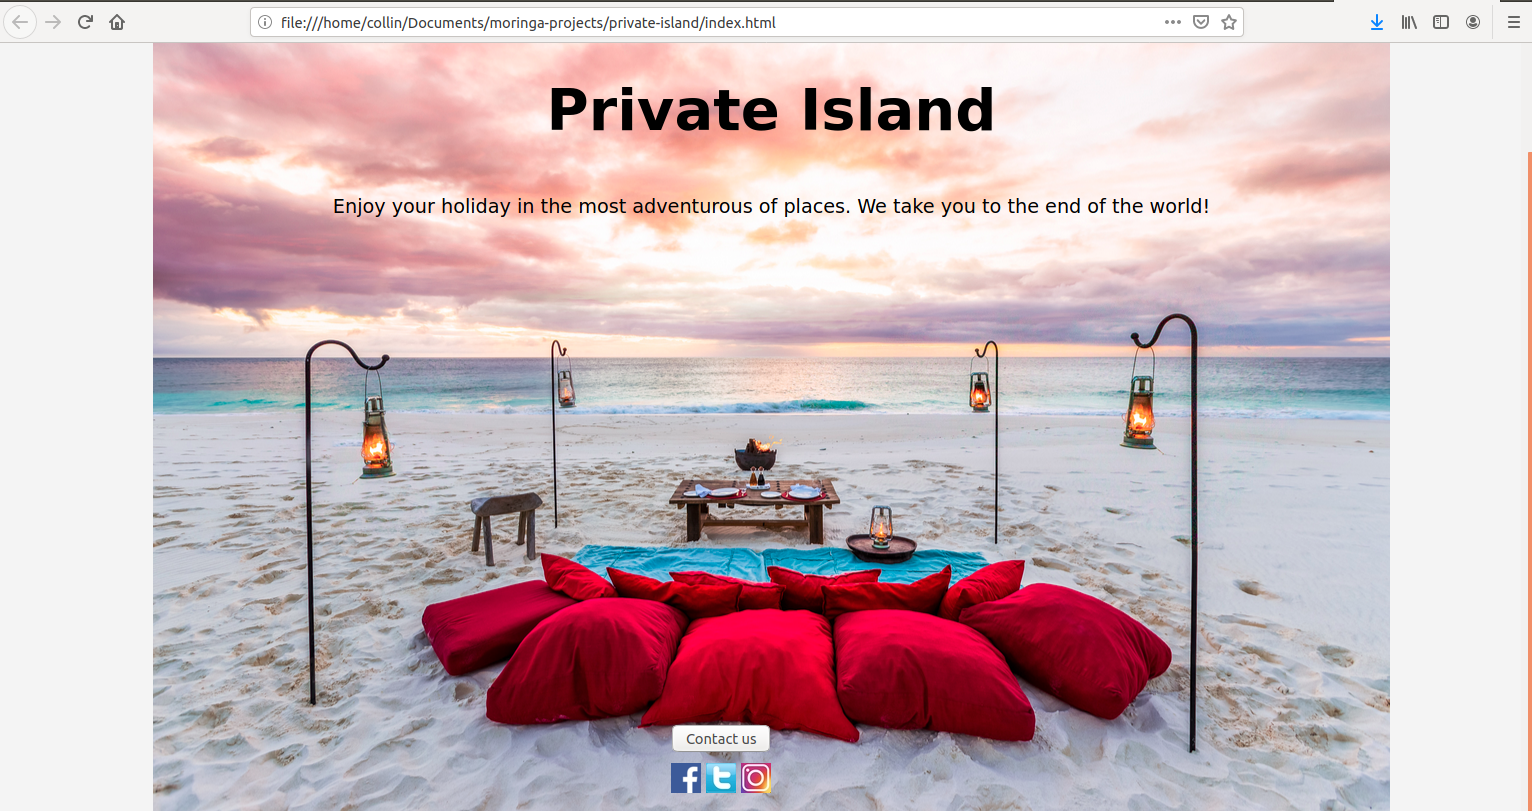 file:///home/collin/Documents/moringa-projects/private-island/index.html
Private Island
Enjoy your holiday in the most adventurous of places. We take you to the end of the world!
Contact us